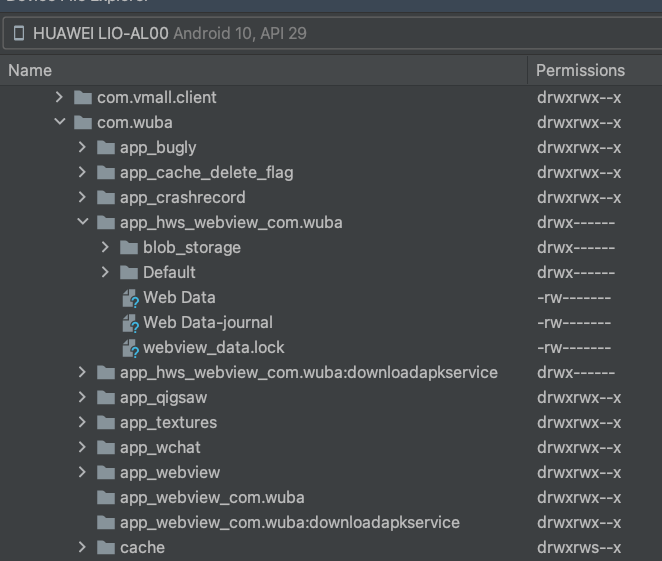 HUAWEI LIO-AL00 Android 10, API 29
Name Permissions
com.vmall.client drwxrwx--x
com.wuba drwxrwx--x
app_bugly drwxrwx--x
app_cache_delete_flag drwxrwx--x
app_crashrecord drwxrwx--x
app_hws_webview_com.wuba drwx------
blob_storage drwx------
Default drwx------
Web Data -rw-------
Web Data-journal -rw-------
webview_data.lock -rw-------
app_hws_webview_com.wuba:downloadapkservice drwx------
app_qigsaw drwxrwx--x
app_textures drwxrwx--x
app_wchat drwxrwx--x
app_webview drwxrwx--x
app_webview_com.wuba drwxrwx--x
app_webview_com.wuba:downloadapkservice drwxrwx--x
cache drwxrws--x